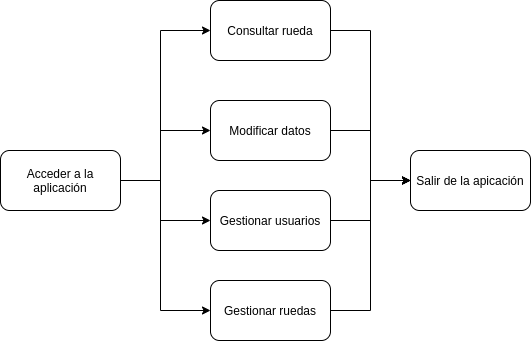 Consultar rueda
Modificar datos
Acceder a la
aplicación
Salir de la apicación
Gestionar usuarios
Gestionar ruedas